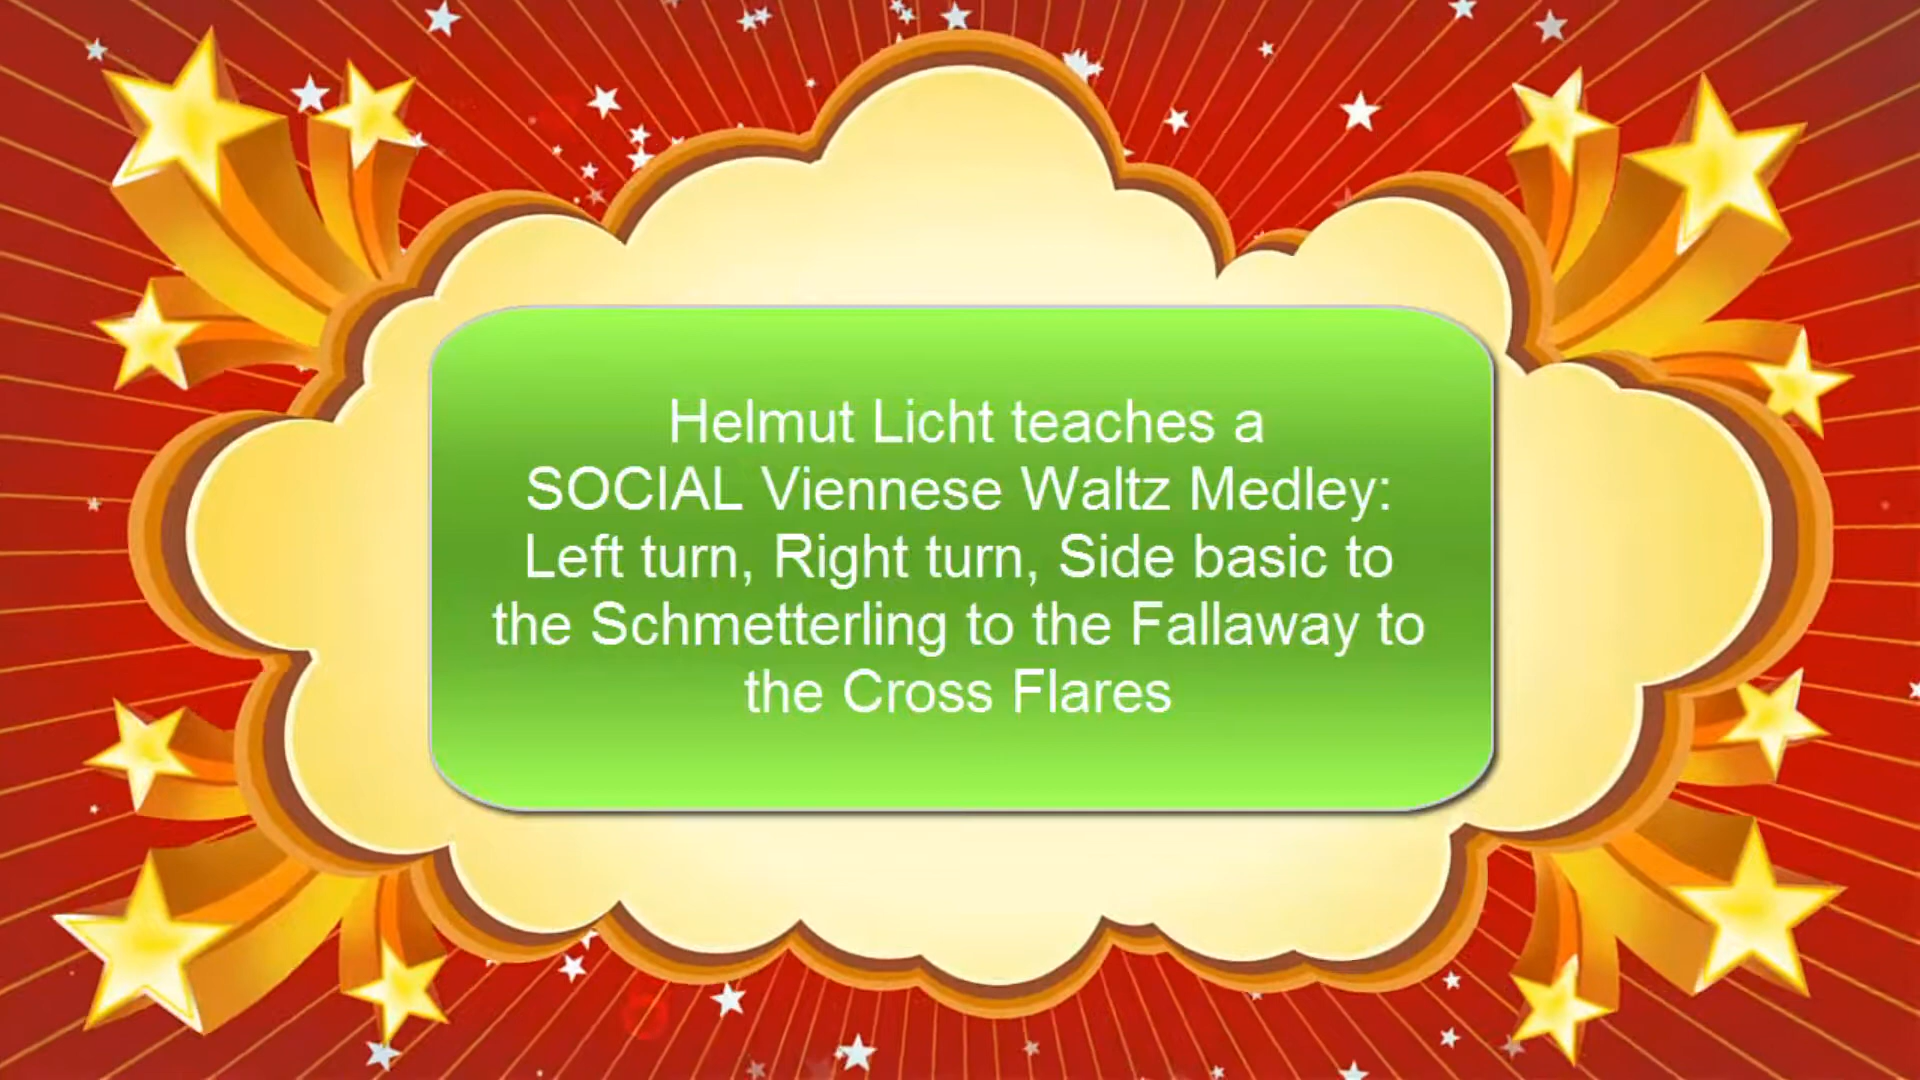 Helmut Licht teaches a
SOCIAL Viennese Waltz Medley:
Left turn, Right turn, Side basic to
the Schmetterling to the Fallaway to
the Cross Flares